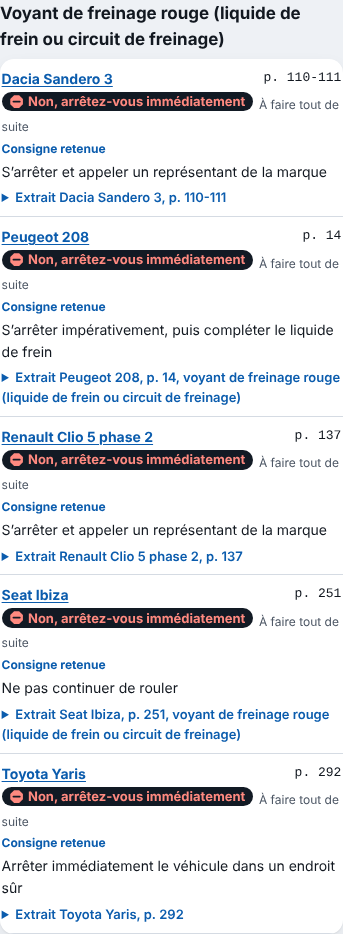 Voyant de freinage rouge (liquide de
frein ou circuit de freinage)
Dacia Sandero 3 p. 110-111
Non, arrêtez-vous immédiatement À faire tout de
suite
Consigne retenue
S’arrêter et appeler un représentant de la marque
▶ Extrait Dacia Sandero 3, p. 110-111
Peugeot 208 p. 14
Non, arrêtez-vous immédiatement À faire tout de
suite
Consigne retenue
S’arrêter impérativement, puis compléter le liquide
de frein
▶ Extrait Peugeot 208, p. 14, voyant de freinage rouge
(liquide de frein ou circuit de freinage)
Renault Clio 5 phase 2 p. 137
Non, arrêtez-vous immédiatement À faire tout de
suite
Consigne retenue
S’arrêter et appeler un représentant de la marque
▶ Extrait Renault Clio 5 phase 2, p. 137
Seat Ibiza p. 251
Non, arrêtez-vous immédiatement À faire tout de
suite
Consigne retenue
Ne pas continuer de rouler
▶ Extrait Seat Ibiza, p. 251, voyant de freinage rouge
(liquide de frein ou circuit de freinage)
Toyota Yaris p. 292
Non, arrêtez-vous immédiatement À faire tout de
suite
Consigne retenue
Arrêter immédiatement le véhicule dans un endroit
sûr
▶ Extrait Toyota Yaris, p. 292